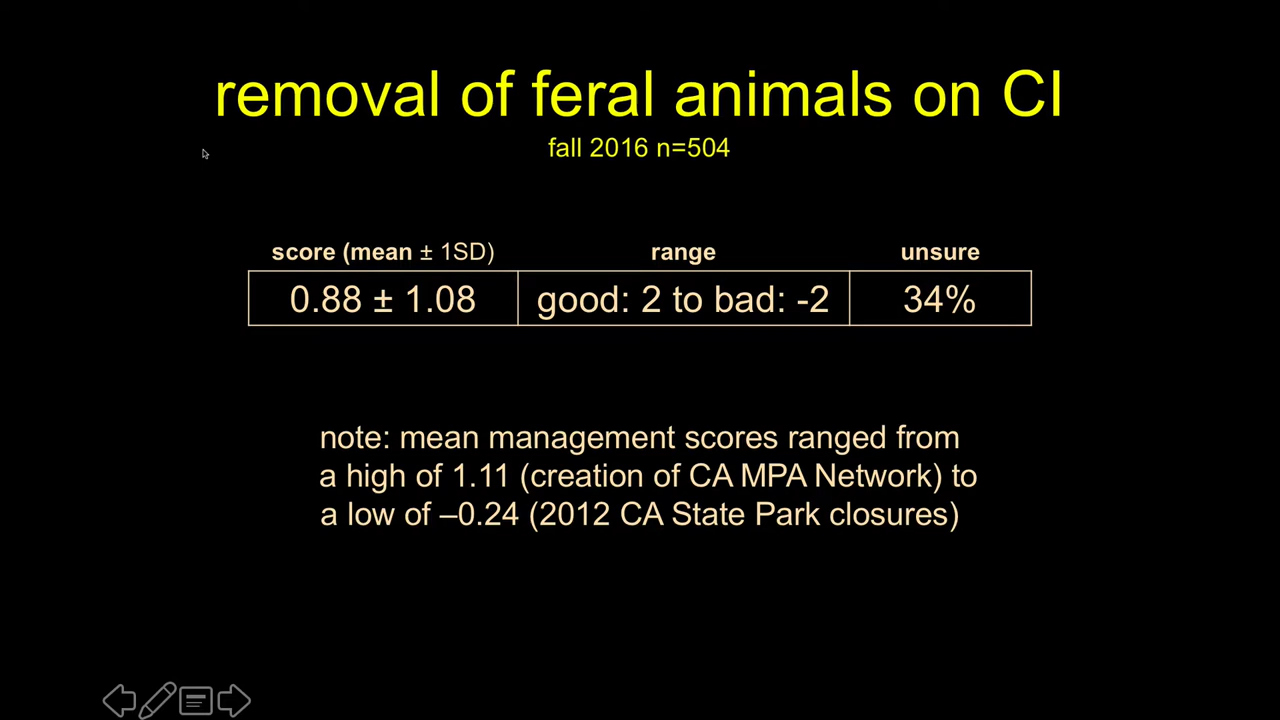 removal of feral animals on CI
fall 2016 n=504
score (mean ± 1SD) range unsure
0.88 ± 1.08 good: 2 to bad: -2 34%
note: mean management scores ranged from
a high of 1.11 (creation of CA MPA Network) to
a low of –0.24 (2012 CA State Park closures)